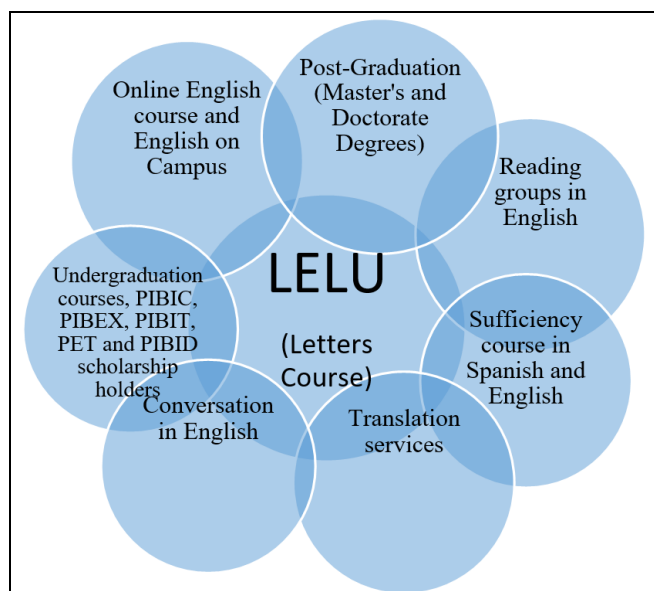 Online English
course and
English on
Campus
Post-Graduation
(Master's and
Doctorate
Degrees)
Reading
groups in
English
LELU
(Letters
Course)
Undergraduation
courses, PIBIC,
PIBEX, PIBIT,
PET and PIBID
scholarship
holders
Sufficiency
course in
Spanish and
English
Conversation
in English
Translation
services